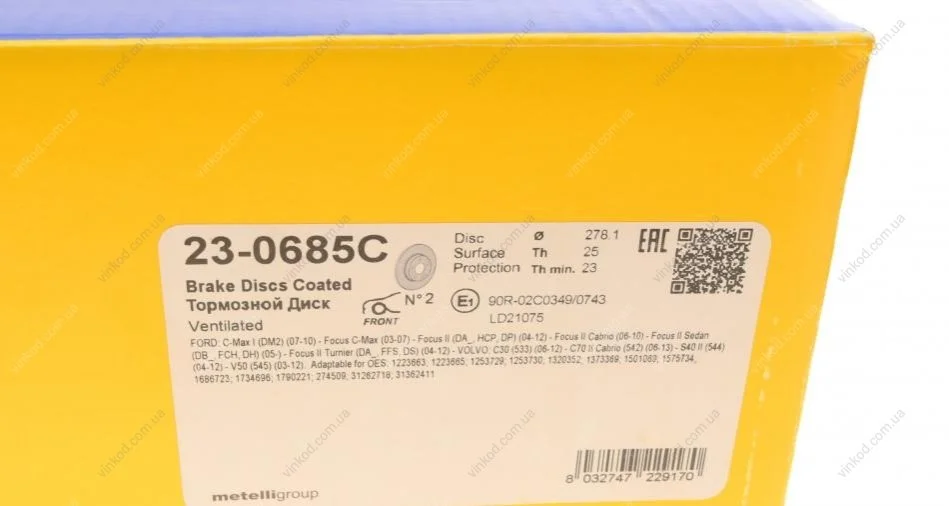 23-0685C
Brake Discs Coated
Тормозной Диск
Ventilated
FRONT
N°2
Disc Ø 278.1
Surface Th 25
Protection Th min. 23
E1
90R-02C0349/0743
LD21075
EAC
FORD: C-Max I (DM2) (07-10) - Focus C-Max (03-07) - Focus II (DA_, HCP, DP) (04-12) - Focus II Cabrio (06-10) - Focus II Sedan
(DB_, FCH, DH) (05-) - Focus II Turnier (DA_, FFS, DS) (04-12) - VOLVO: C30 (533) (06-12) - C70 II Cabrio (542) (06-13) - S40 II (544)
(04-12) - V50 (545) (03-12). Adaptable for OES: 1223663; 1223665; 1253729; 1253730; 1320352; 1373369; 1501069; 1575734;
1686723; 1734696; 1790221; 274509; 31262718; 31362411
8 032747 229170
metelligroup
vinkod.com.ua